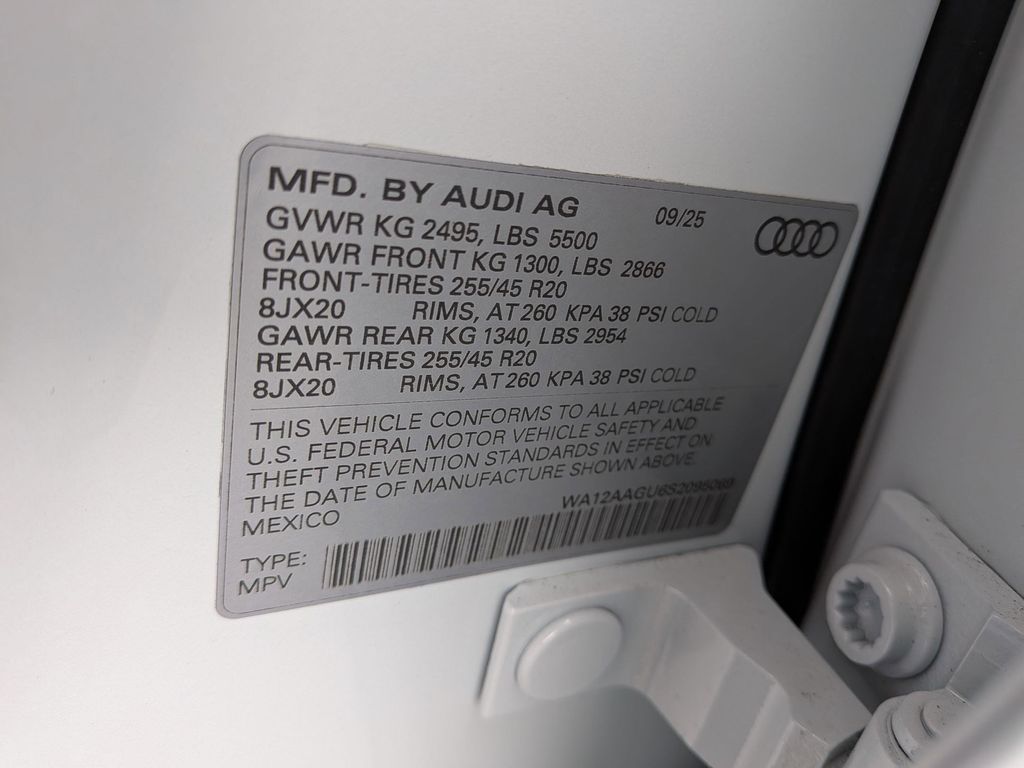 MFD. BY AUDI AG 09/25
GVWR KG 2495, LBS 5500
GAWR FRONT KG 1300, LBS 2866
FRONT-TIRES 255/45 R20
8JX20 RIMS, AT 260 KPA 38 PSI COLD
GAWR REAR KG 1340, LBS 2954
REAR-TIRES 255/45 R20
8JX20 RIMS, AT 260 KPA 38 PSI COLD
THIS VEHICLE CONFORMS TO ALL APPLICABLE
U.S. FEDERAL MOTOR VEHICLE SAFETY AND
THEFT PREVENTION STANDARDS IN EFFECT ON
THE DATE OF MANUFACTURE SHOWN ABOVE.
MEXICO WA12AAGU6S2095069
TYPE:
MPV